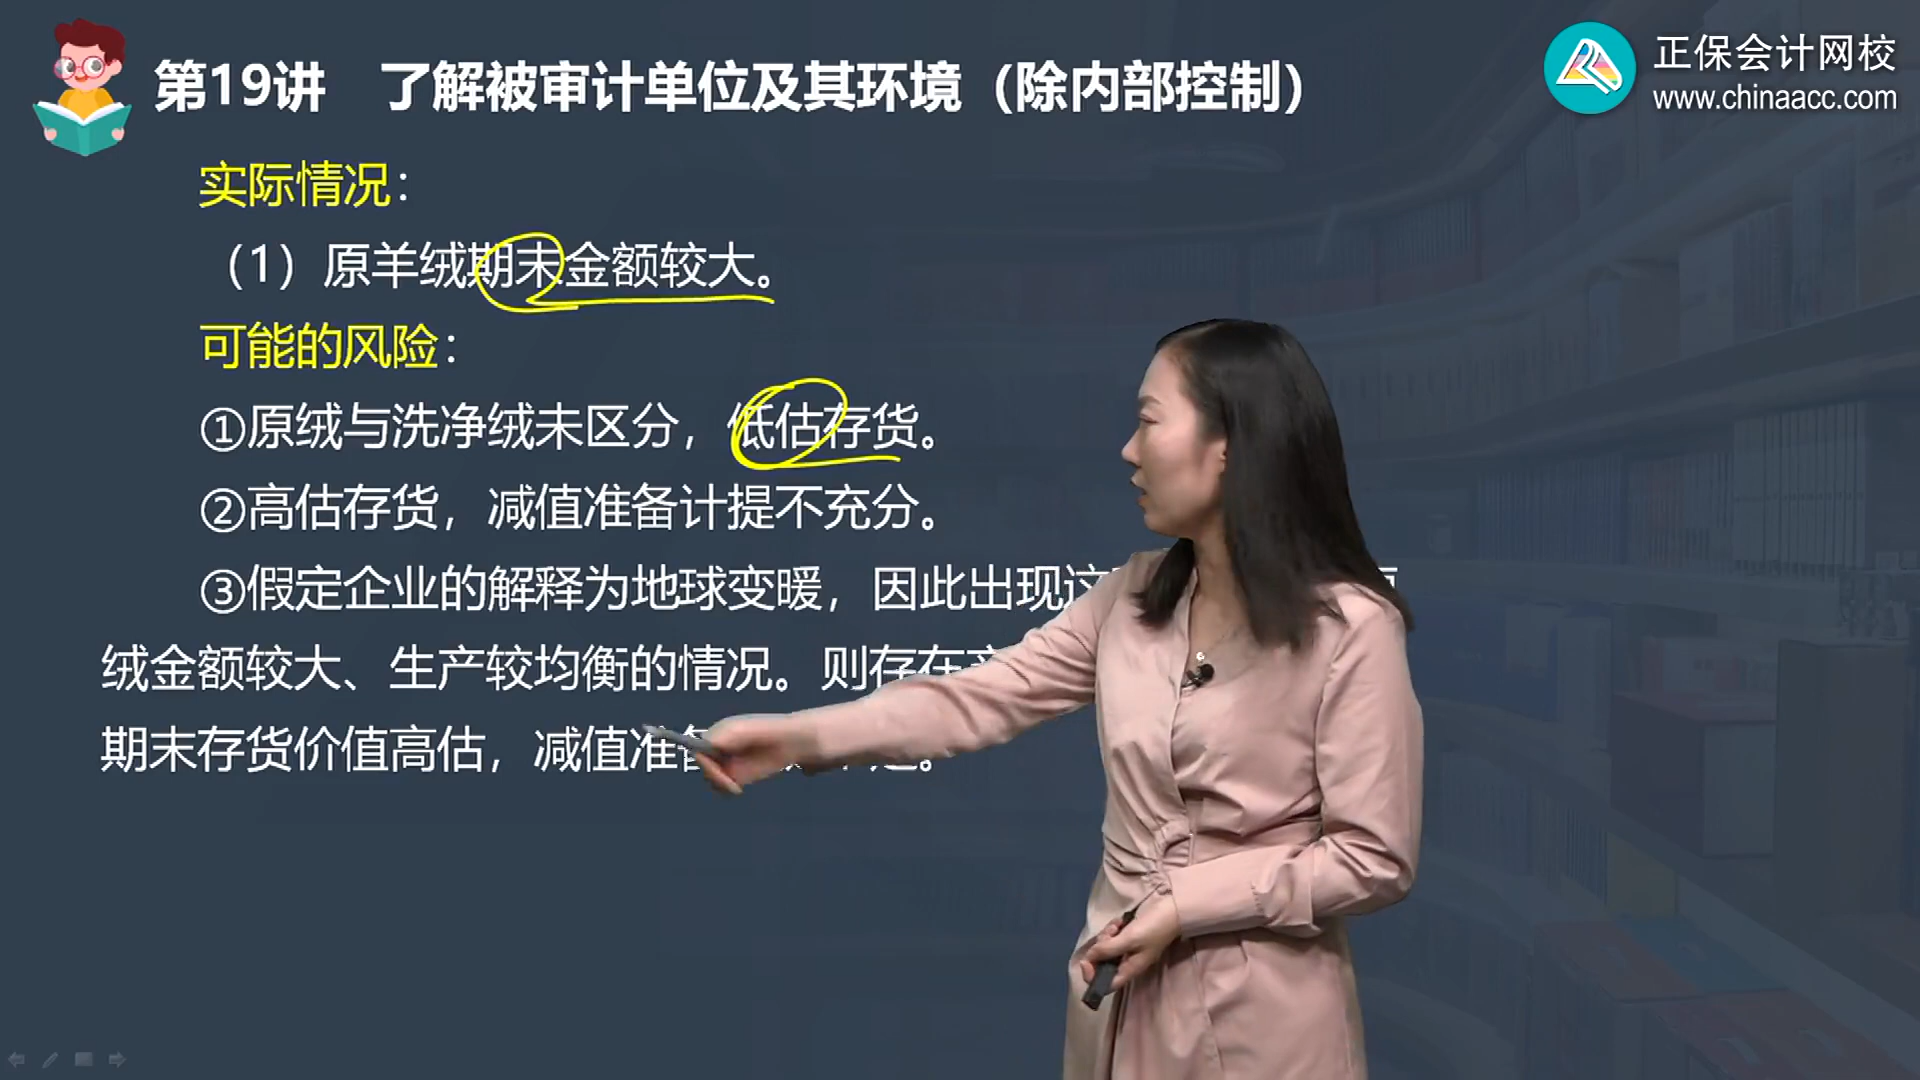 第19讲 了解被审计单位及其环境（除内部控制）
正保会计网校
www.chinaacc.com
实际情况：
（1）原羊绒期末金额较大。
可能的风险：
①原绒与洗净绒未区分，低估存货。
②高估存货，减值准备计提不充分。
③假定企业的解释为地球变暖，因此出现这
绒金额较大、生产较均衡的情况。则存在
期末存货价值高估，减值准备